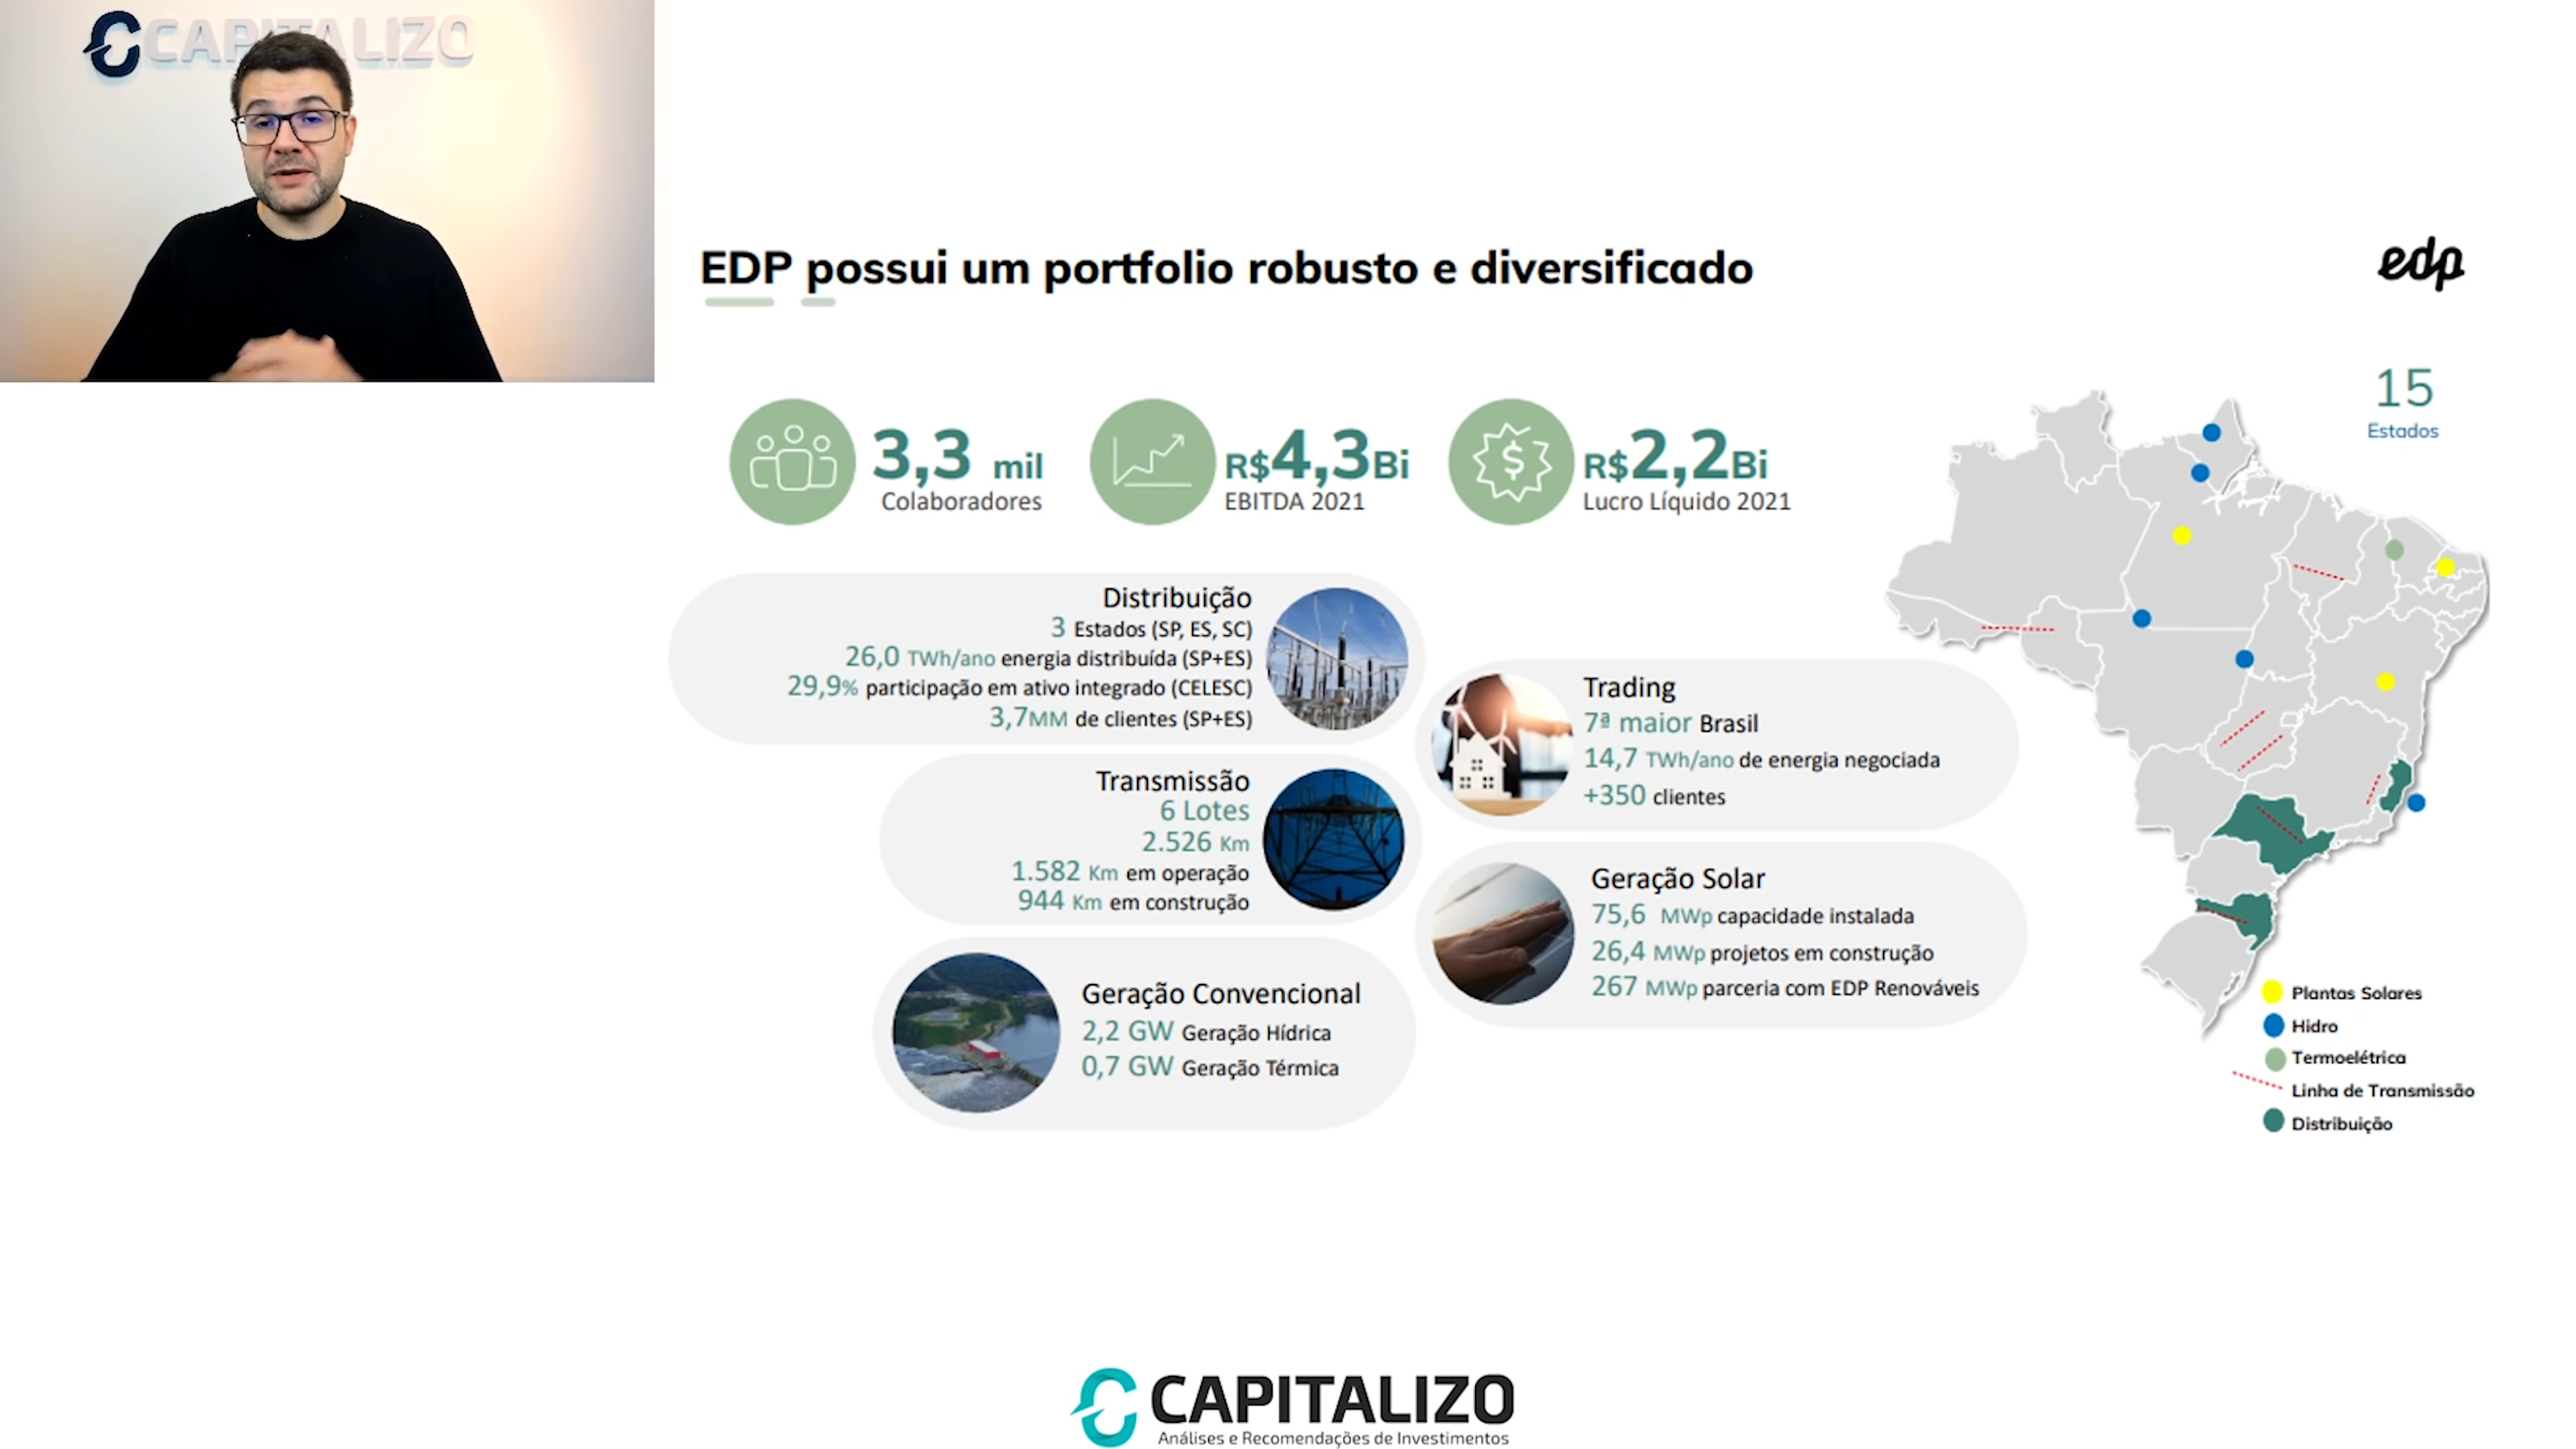 CAPITALIZO
EDP possui um portfolio robusto e diversificado
edp
3,3 mil
Colaboradores
R$4,3Bi
EBITDA 2021
R$2,2Bi
Lucro Líquido 2021
15
Estados
Distribuição
3 Estados (SP, ES, SC)
26,0 TWh/ano energia distribuída (SP+ES)
29,9% participação em ativo integrado (CELESC)
3,7MM de clientes (SP+ES)
Transmissão
6 Lotes
2.526 Km
1.582 Km em operação
944 Km em construção
Geração Convencional
2,2 GW Geração Hídrica
0,7 GW Geração Térmica
Trading
7ª maior Brasil
14,7 TWh/ano de energia negociada
+350 clientes
Geração Solar
75,6 MWp capacidade instalada
26,4 MWp projetos em construção
267 MWp parceria com EDP Renováveis
Plantas Solares
Hidro
Termoelétrica
Linha de Transmissão
Distribuição
CAPITALIZO
Análises e Recomendações de Investimentos